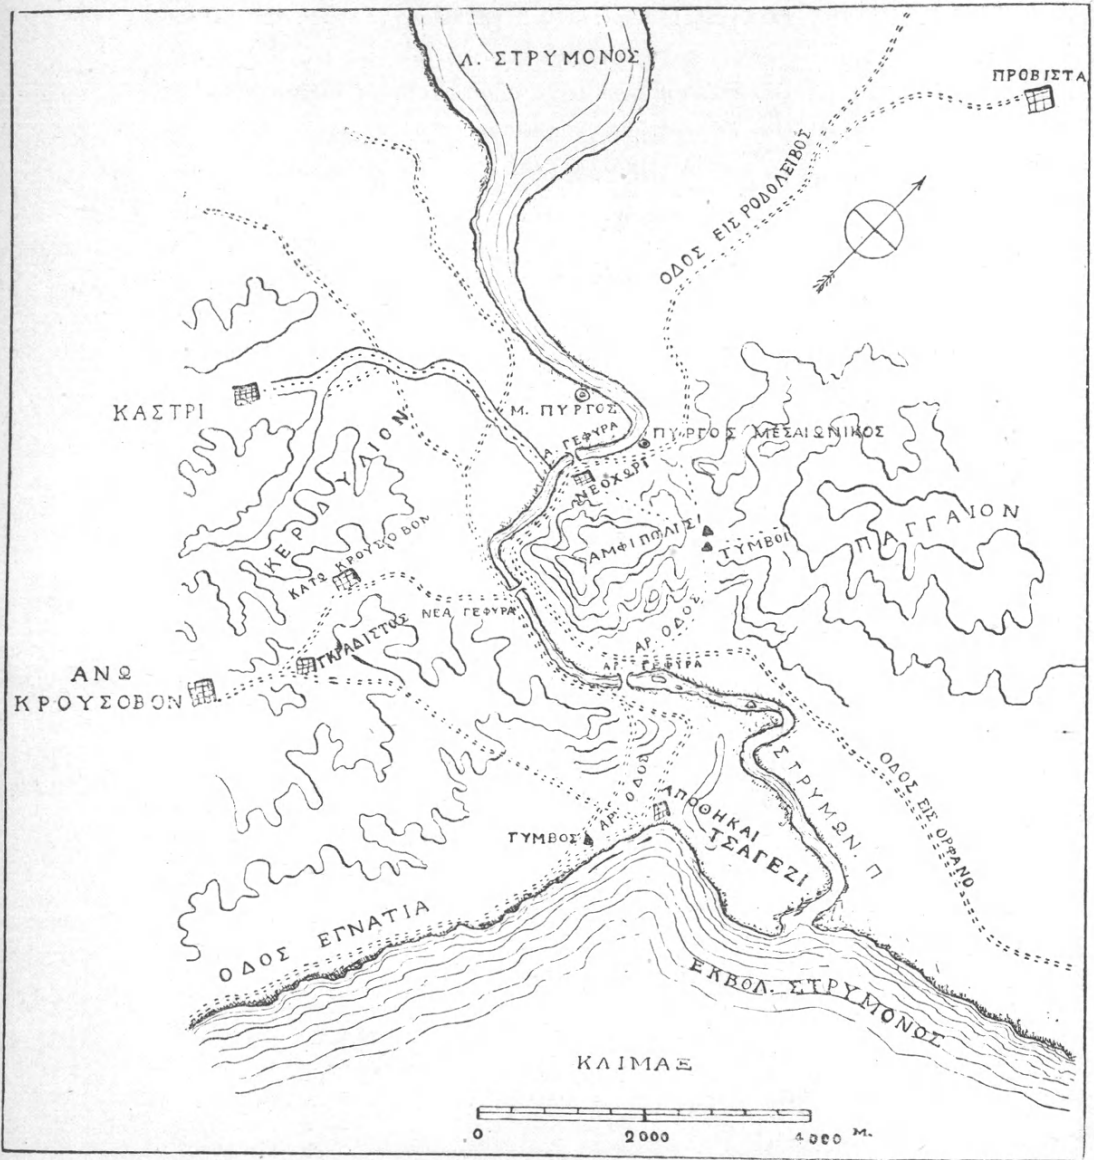 Λ. ΣΤΡΥΜΟΝΟΣ
ΠΡΟΒΙΣΤΑ
ΟΔΟΣ ΕΙΣ ΡΟΔΟΛΕΙΒΟΣ
ΚΑΣΤΡΙ
Μ. ΠΥΡΓΟΣ
Α. ΓΕΦΥΡΑ
ΠΥΡΓΟΣ ΜΕΣΑΙΩΝΙΚΟΣ
ΝΕΟΧΩΡΙ
ΚΕΡΔΥΛΙΟΝ
ΑΜΦΙΠΟΛΙΣ
ΤΥΜΒΟΙ
ΠΑΓΓΑΙΟΝ
ΚΑΤΩ ΚΡΟΥΣΟΒΟΝ
ΝΕΑ ΓΕΦΥΡΑ
ΓΚΡΑΔΙΣΤΟΣ
ΑΡ. ΟΔΟΣ
ΑΡ. ΓΕΦΥΡΑ
ΑΝΩ
ΚΡΟΥΣΟΒΟΝ
ΣΤΡΥΜΩΝ. Π
ΟΔΟΣ ΕΙΣ ΟΡΦΑΝΟ
ΑΡ. ΟΔΟΣ
ΑΠΟΘΗΚΑΙ
ΤΣΑΓΕΖΙ
ΤΥΜΒΟΣ
ΟΔΟΣ ΕΓΝΑΤΙΑ
ΕΚΒΟΛ. ΣΤΡΥΜΟΝΟΣ
ΚΛΙΜΑΞ
0 2000 4000 Μ.